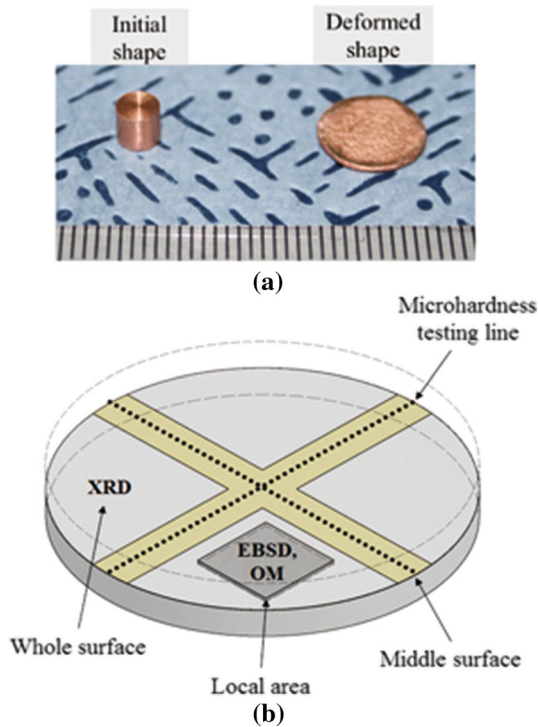 Initial
shape
Deformed
shape
(a)
Microhardness
testing line
XRD
EBSD,
OM
Whole surface
Middle surface
Local area
(b)